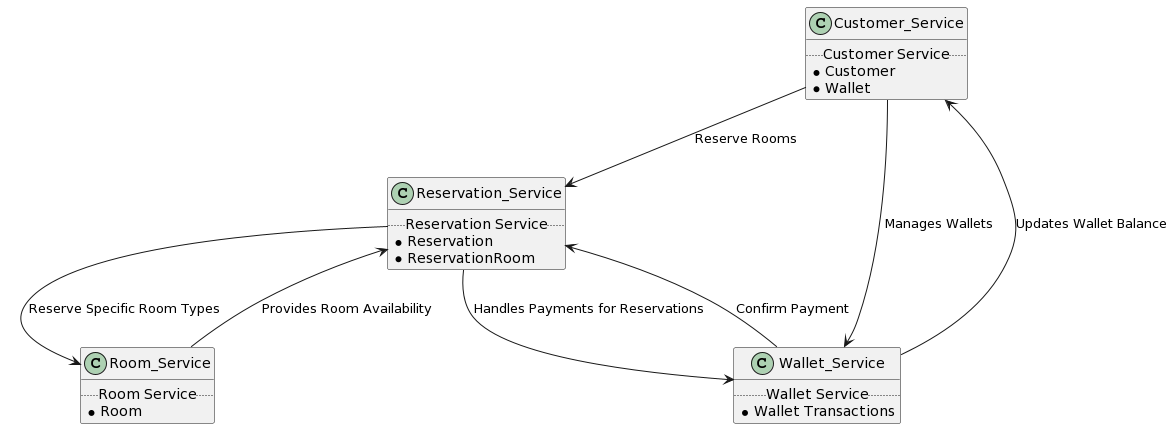 C Customer_Service
Customer Service
Customer
Wallet
Reserve Rooms
C Reservation_Service
Reservation Service
Reservation
ReservationRoom
Manages Wallets
Updates Wallet Balance
Reserve Specific Room Types
Provides Room Availability
Handles Payments for Reservations
Confirm Payment
C Room_Service
Room Service
Room
C Wallet_Service
Wallet Service
Wallet Transactions